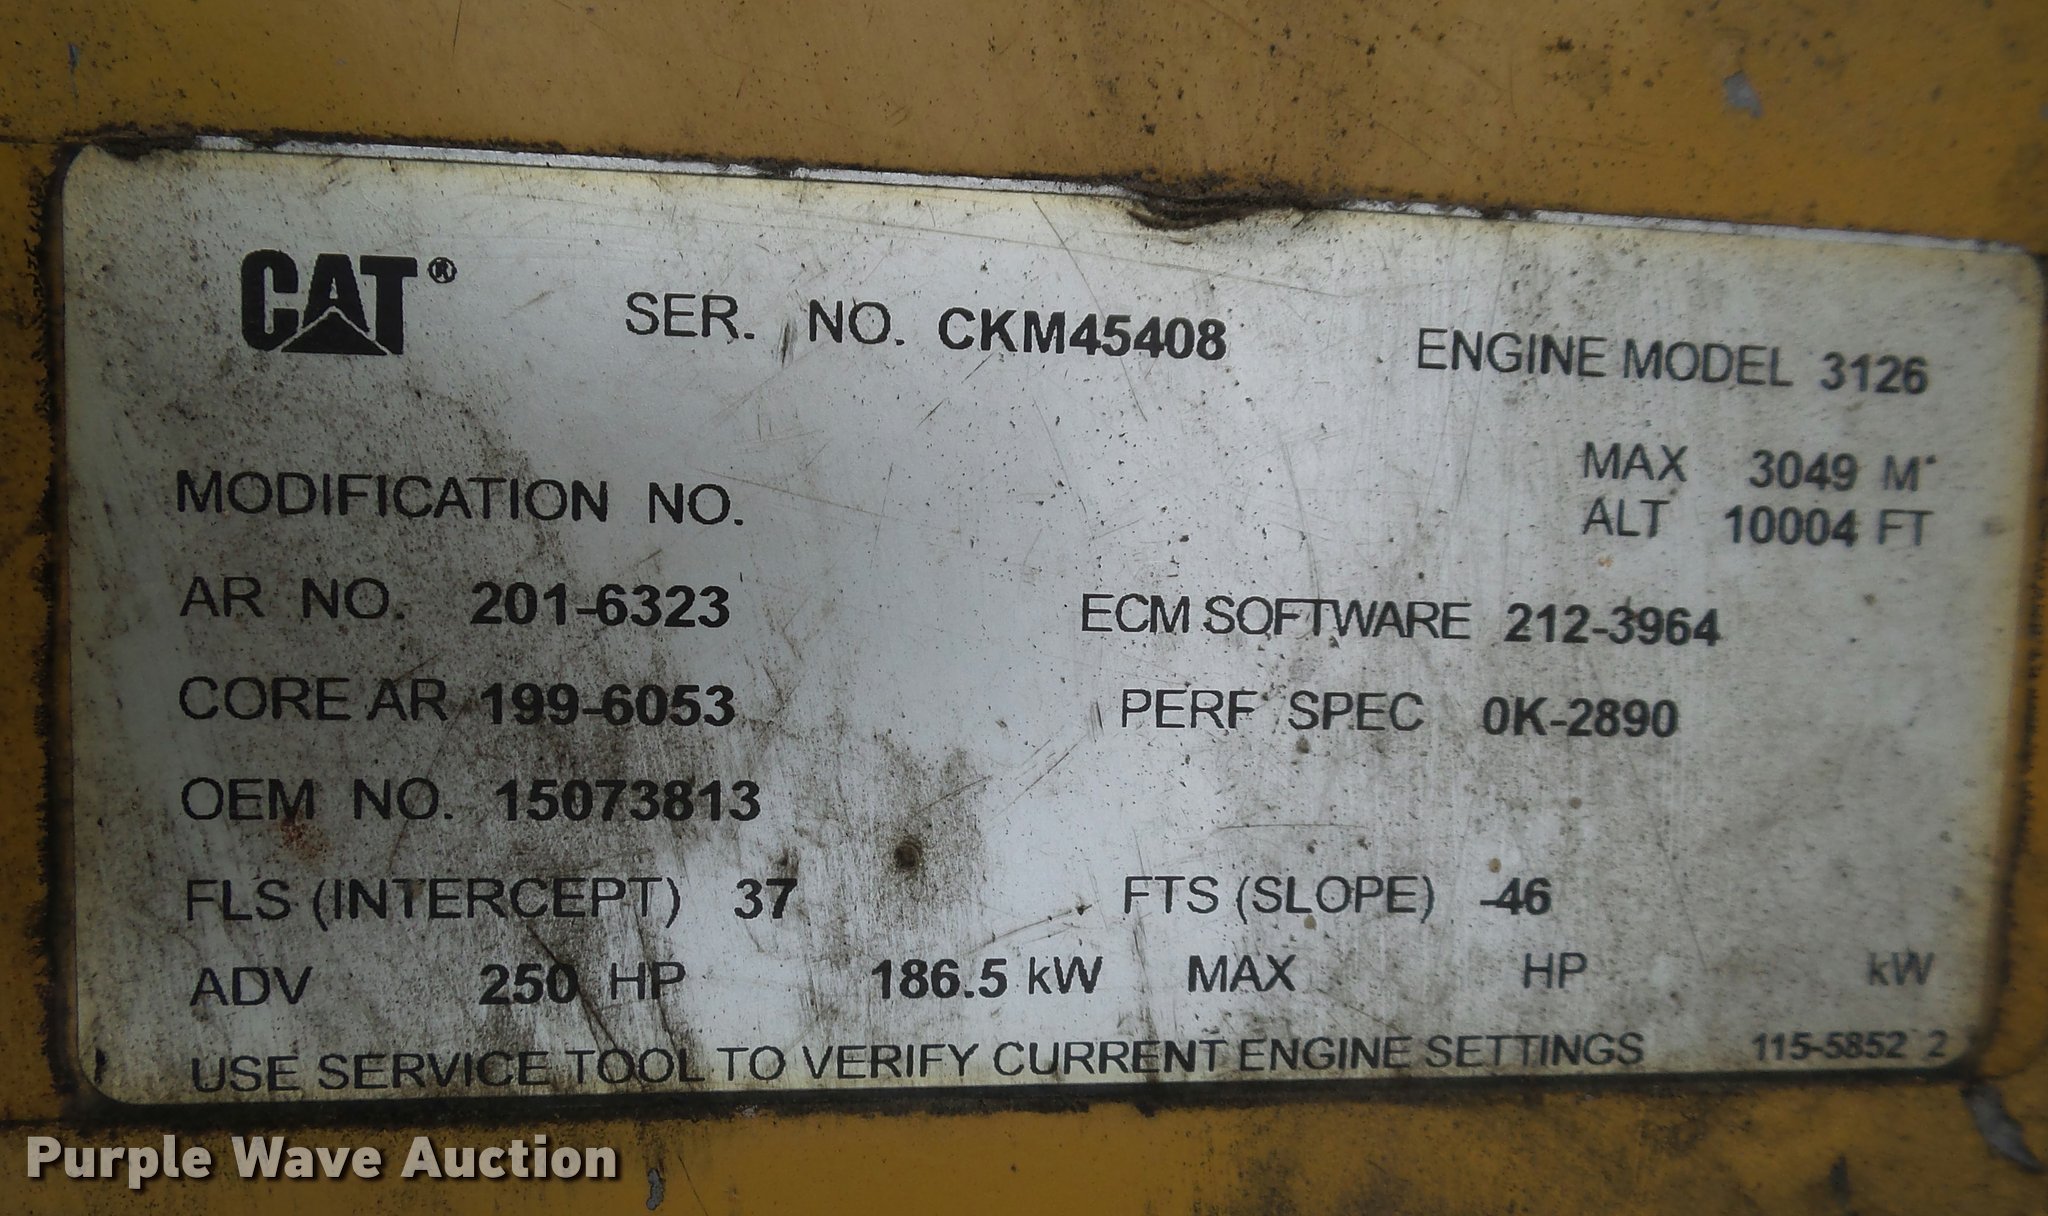 CAT® SER. NO. CKM45408 ENGINE MODEL 3126
MAX 3049 M
MODIFICATION NO. ALT 10004 FT
AR NO. 201-6323 ECM SOFTWARE 212-3964
CORE AR 199-6053 PERF SPEC 0K-2890
OEM NO. 15073813
FLS (INTERCEPT) 37 FTS (SLOPE) -46
ADV 250 HP 186.5 kW MAX HP kW
USE SERVICE TOOL TO VERIFY CURRENT ENGINE SETTINGS 115-5852 2
Purple Wave Auction